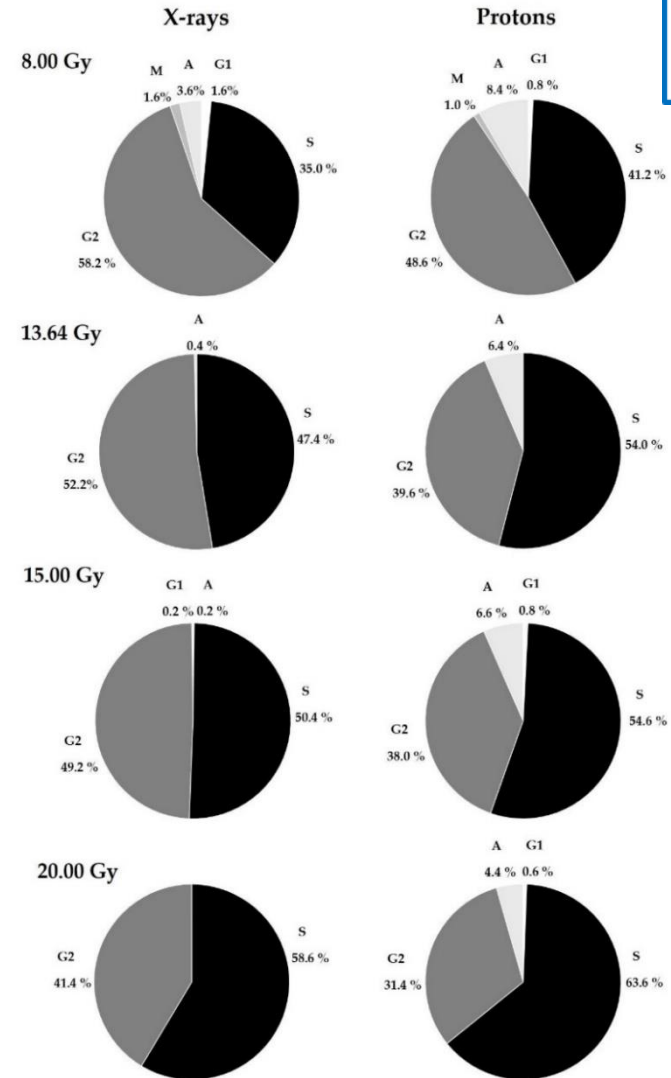 X-rays
Protons
8.00 Gy
M
A
G1
1.6%
3.6%
1.6%
S
35.0 %
G2
58.2 %
M
A
G1
1.0 %
8.4 %
0.8 %
S
41.2 %
G2
48.6 %
13.64 Gy
A
0.4 %
S
47.4 %
G2
52.2%
A
6.4 %
S
54.0 %
G2
39.6 %
15.00 Gy
G1
A
0.2 %
0.2 %
S
50.4 %
G2
49.2 %
A
G1
6.6 %
0.8 %
S
54.6 %
G2
38.0 %
20.00 Gy
S
58.6 %
G2
41.4 %
A
G1
4.4 %
0.6 %
S
63.6 %
G2
31.4 %